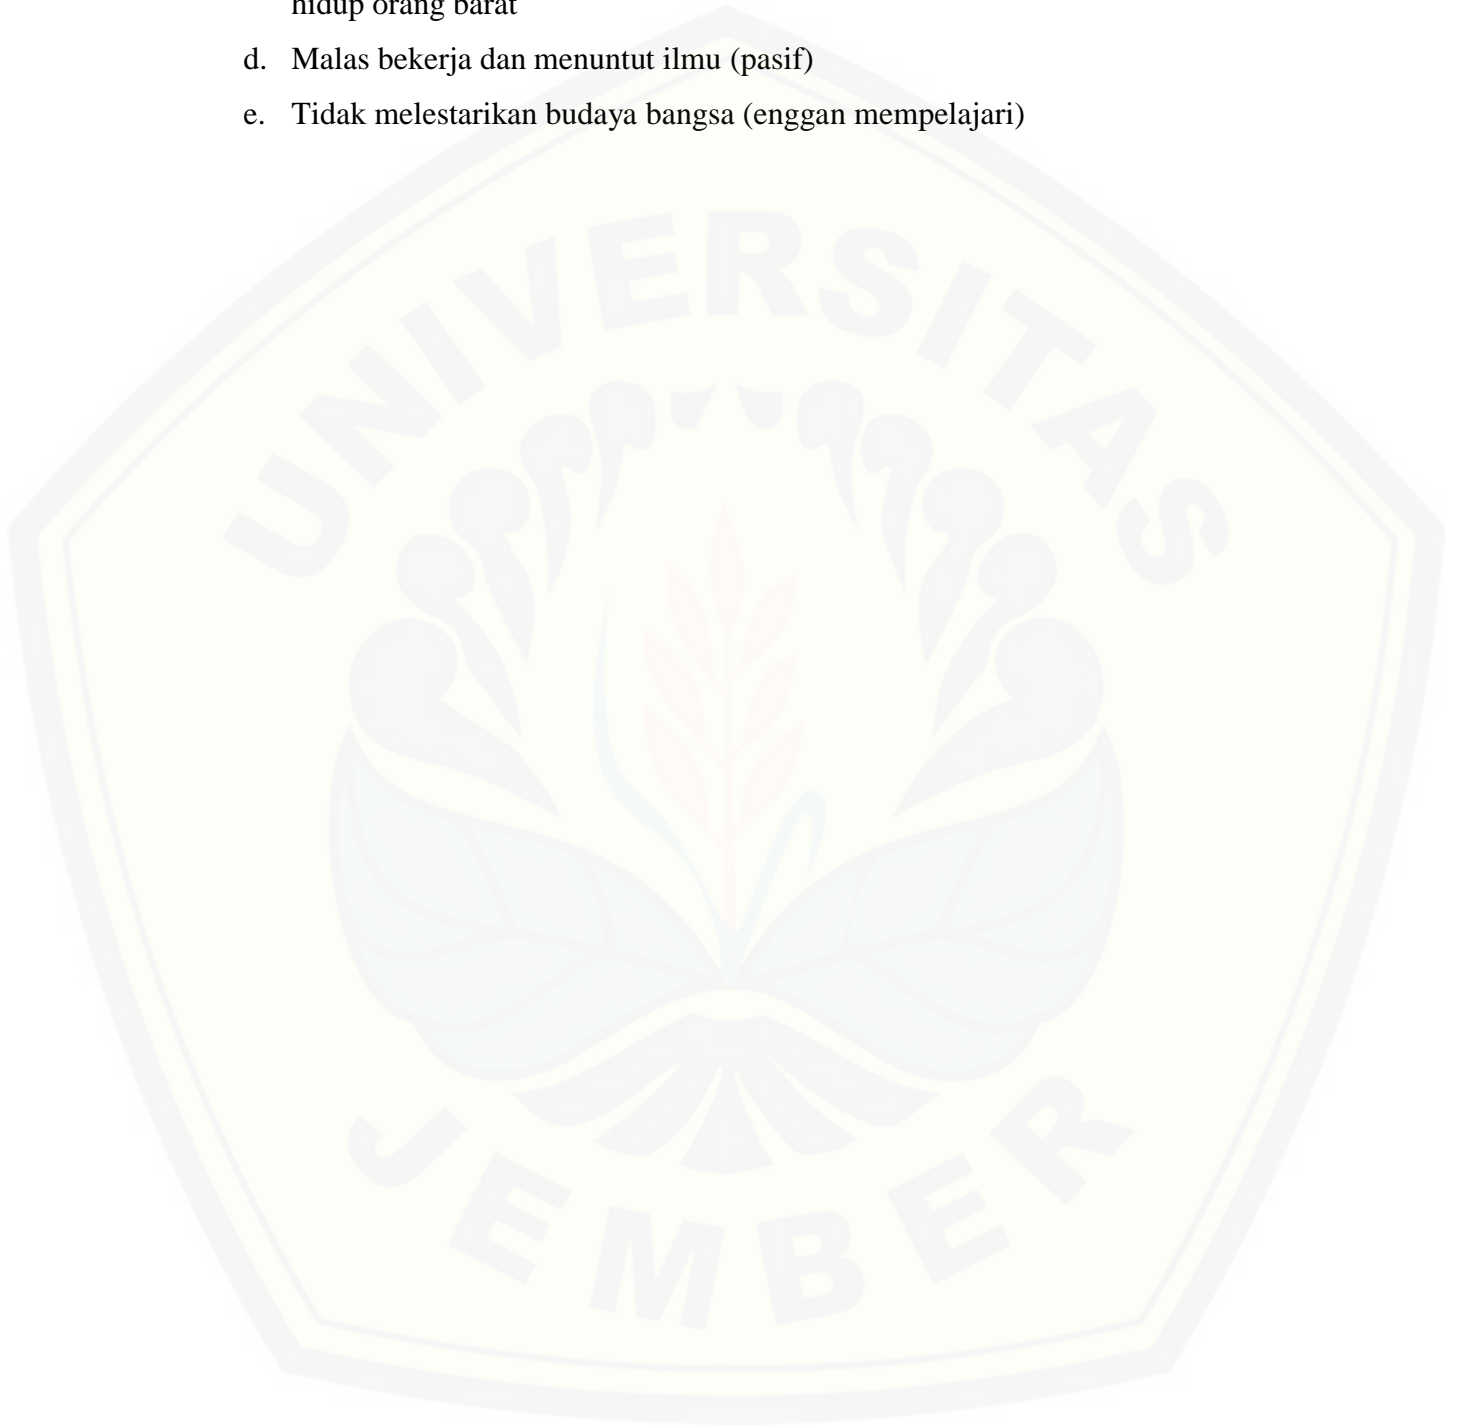 hidup orang barat
d. Malas bekerja dan menuntut ilmu (pasif)
e. Tidak melestarikan budaya bangsa (enggan mempelajari)
UNIVERSITAS
JEMBER